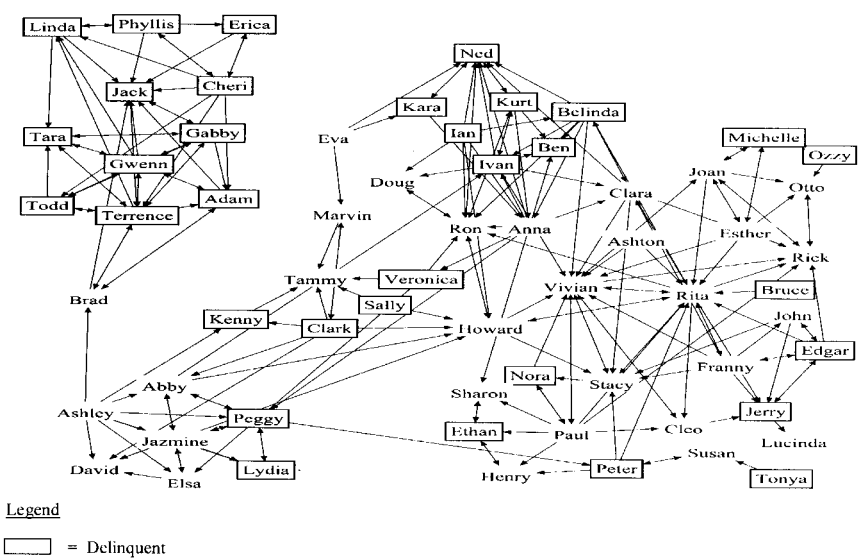 Linda Phyllis Erica
Ned
Jack Cheri
Kara Kurt Belinda
Tara Gabby Eva Ian Ben Michelle
Gwenn Ivan Joan Ozzy
Doug Clara Otto
Todd Terrence Adam Marvin Ron Anna Ashton Esther
Rick
Tammy Veronica Vivian Rita Bruce
Brad Sally
Kenny Clark Howard John
Franny Edgar
Abby Nora Stacy
Ashley Peggy Sharon Jerry
Jazmine Ethan Paul Cleo Lucinda
David Elsa Lydia Henry Peter Susan
Tonya
Legend
= Delinquent